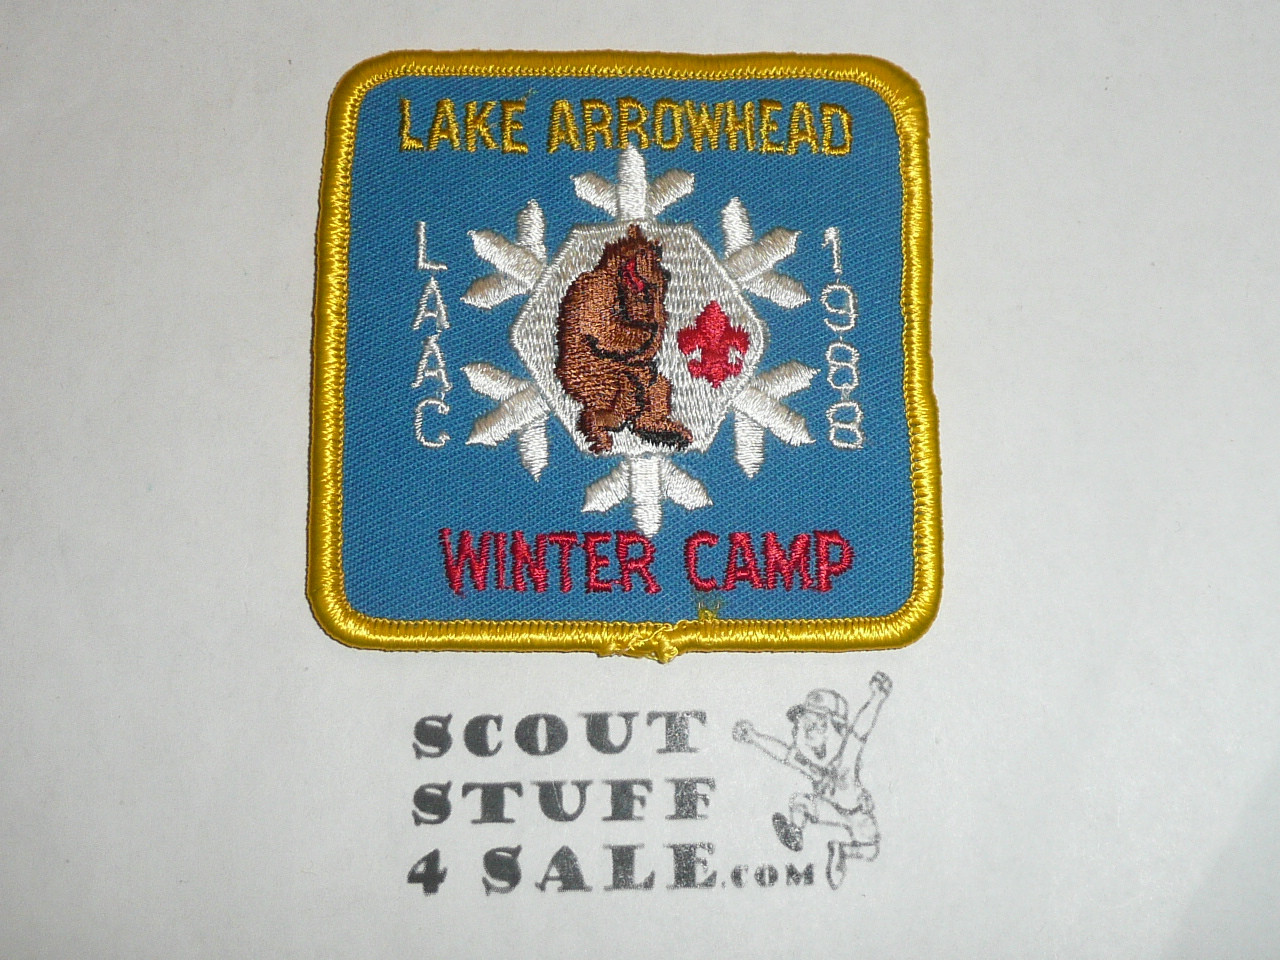 LAKE ARROWHEAD
LAAC
1988
WINTER CAMP
SCOUT
STUFF
4 SALE.COM